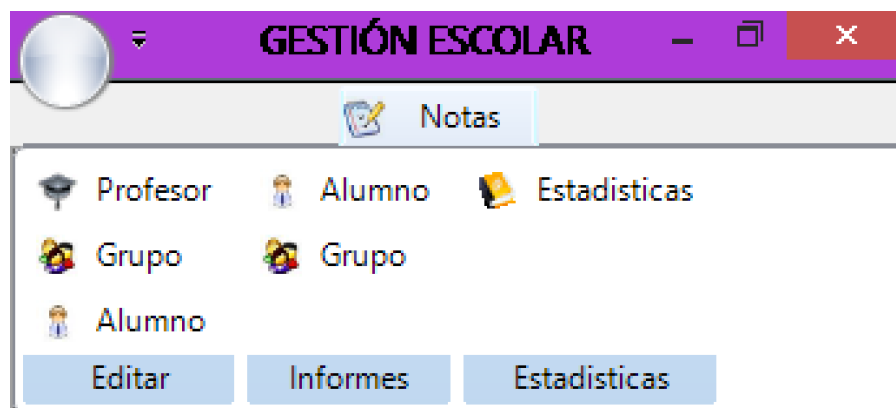 GESTIÓN ESCOLAR
Notas
Profesor Alumno Estadisticas
Grupo Grupo
Alumno
Editar Informes Estadisticas